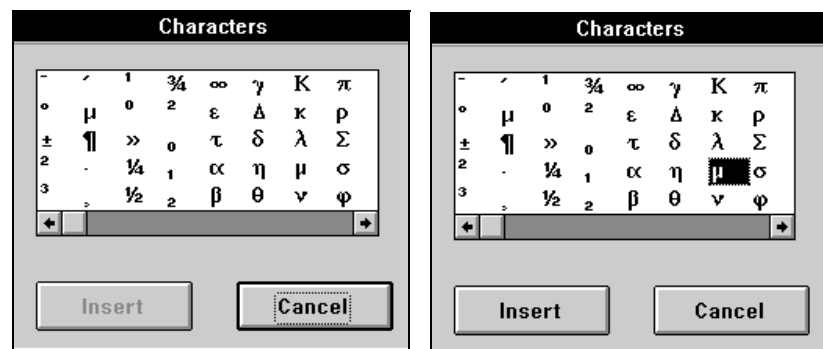 Characters
¯ ´ ¹ ¾ ∞ γ Κ π
° µ º ² ε Δ κ ρ
± ¶ » ₀ τ δ λ Σ
² · ¼ ₁ α η μ σ
³ ¸ ½ ₂ β θ ν φ
Insert Cancel
Characters
¯ ´ ¹ ¾ ∞ γ Κ π
° µ º ² ε Δ κ ρ
± ¶ » ₀ τ δ λ Σ
² · ¼ ₁ α η μ σ
³ ¸ ½ ₂ β θ ν φ
Insert Cancel